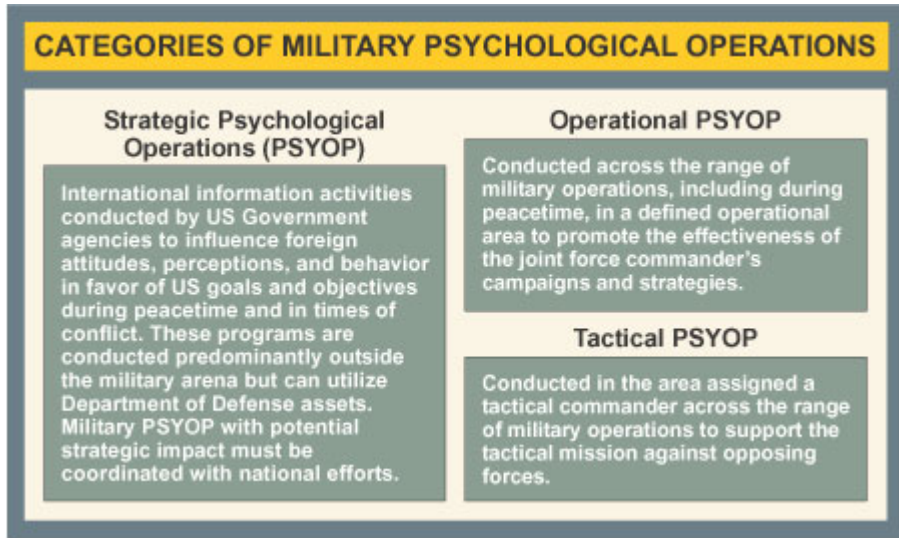 CATEGORIES OF MILITARY PSYCHOLOGICAL OPERATIONS
Strategic Psychological
Operations (PSYOP)
International information activities
conducted by US Government
agencies to influence foreign
attitudes, perceptions, and behavior
in favor of US goals and objectives
during peacetime and in times of
conflict. These programs are
conducted predominantly outside
the military arena but can utilize
Department of Defense assets.
Military PSYOP with potential
strategic impact must be
coordinated with national efforts.
Operational PSYOP
Conducted across the range of
military operations, including during
peacetime, in a defined operational
area to promote the effectiveness of
the joint force commander's
campaigns and strategies.
Tactical PSYOP
Conducted in the area assigned a
tactical commander across the range
of military operations to support the
tactical mission against opposing
forces.